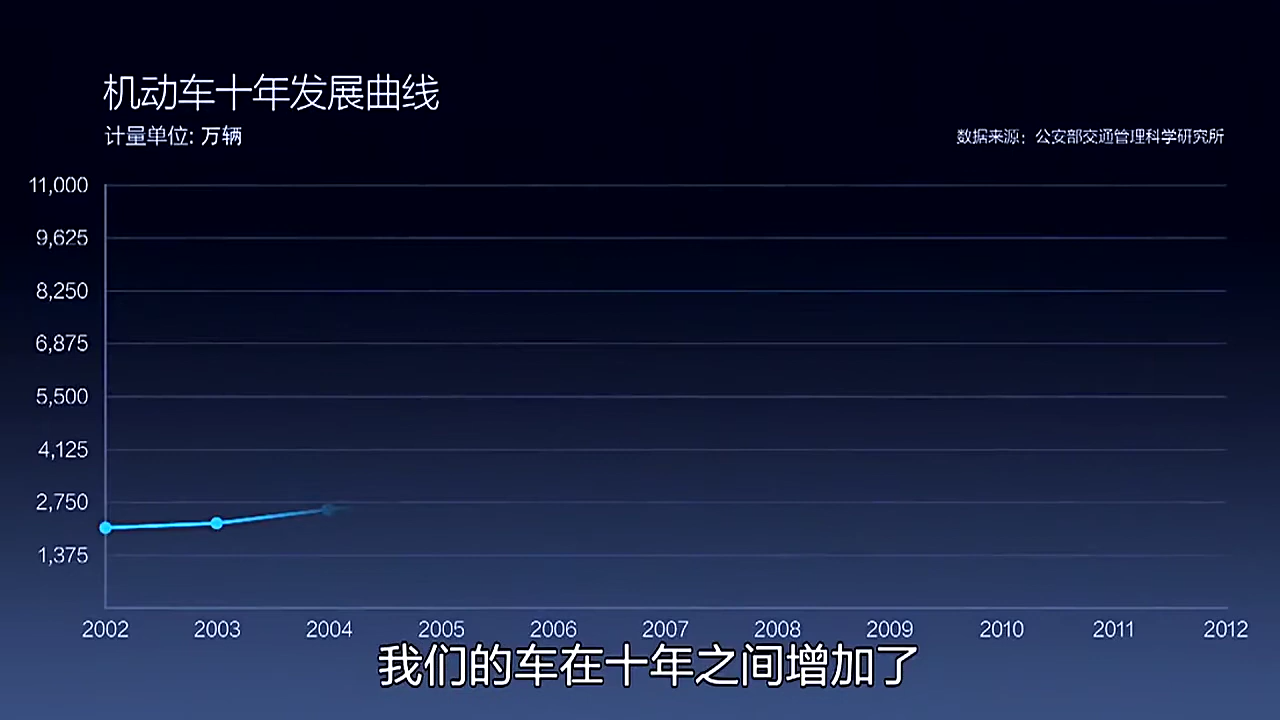 机动车十年发展曲线
计量单位: 万辆
数据来源: 公安部交通管理科学研究所
11,000
9,625
8,250
6,875
5,500
4,125
2,750
1,375
2002 2003 2004 2005 2006 2007 2008 2009 2010 2011 2012
我们的车在十年之间增加了